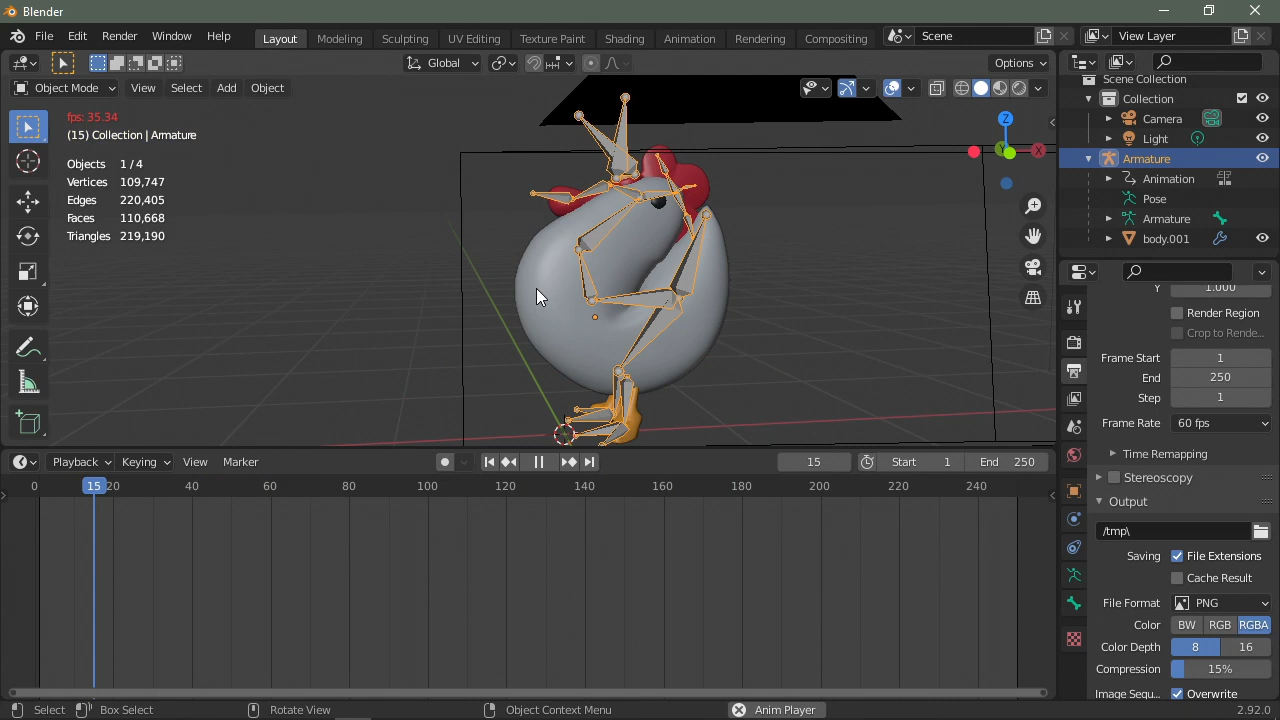 Blender
File Edit Render Window Help Layout Modeling Sculpting UV Editing Texture Paint Shading Animation Rendering Compositing Scene View Layer
Global Options
Object Mode View Select Add Object
fps: 35.34
(15) Collection | Armature
Objects 1/4
Vertices 109,747
Edges 220,405
Faces 110,668
Triangles 219,190
Z
X
Y
Scene Collection
Collection
Camera
Light
Armature
Animation
Pose
Armature
body.001
Y 1.000
Render Region
Crop to Rende...
Frame Start 1
End 250
Step 1
Frame Rate 60 fps
Time Remapping
Stereoscopy
Output
/tmp\
Saving File Extensions
Cache Result
File Format PNG
Color BW RGB RGBA
Color Depth 8 16
Compression 15%
Image Sequ... Overwrite
Playback Keying View Marker 15 Start 1 End 250
0 15 20 40 60 80 100 120 140 160 180 200 220 240
Select Box Select Rotate View Object Context Menu Anim Player 2.92.0